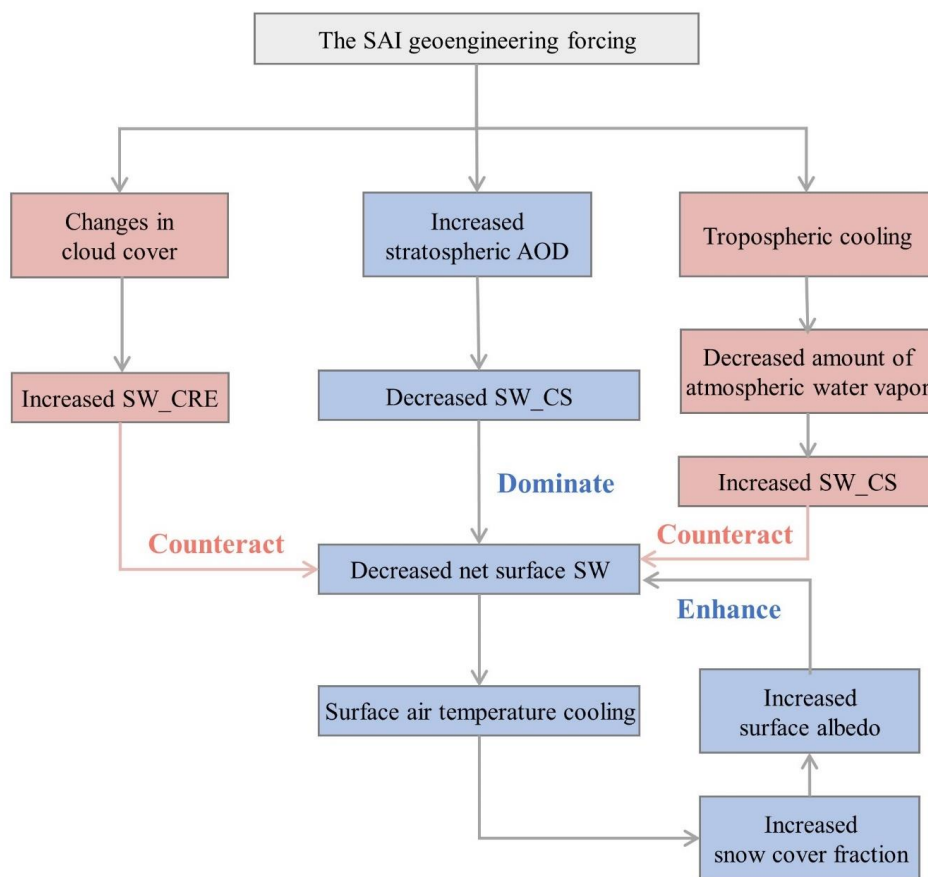 The SAI geoengineering forcing
Changes in
cloud cover
Increased
stratospheric AOD
Tropospheric cooling
Decreased amount of
atmospheric water vapor
Increased SW_CRE
Decreased SW_CS
Increased SW_CS
Dominate
Counteract
Counteract
Decreased net surface SW
Enhance
Surface air temperature cooling
Increased
surface albedo
Increased
snow cover fraction